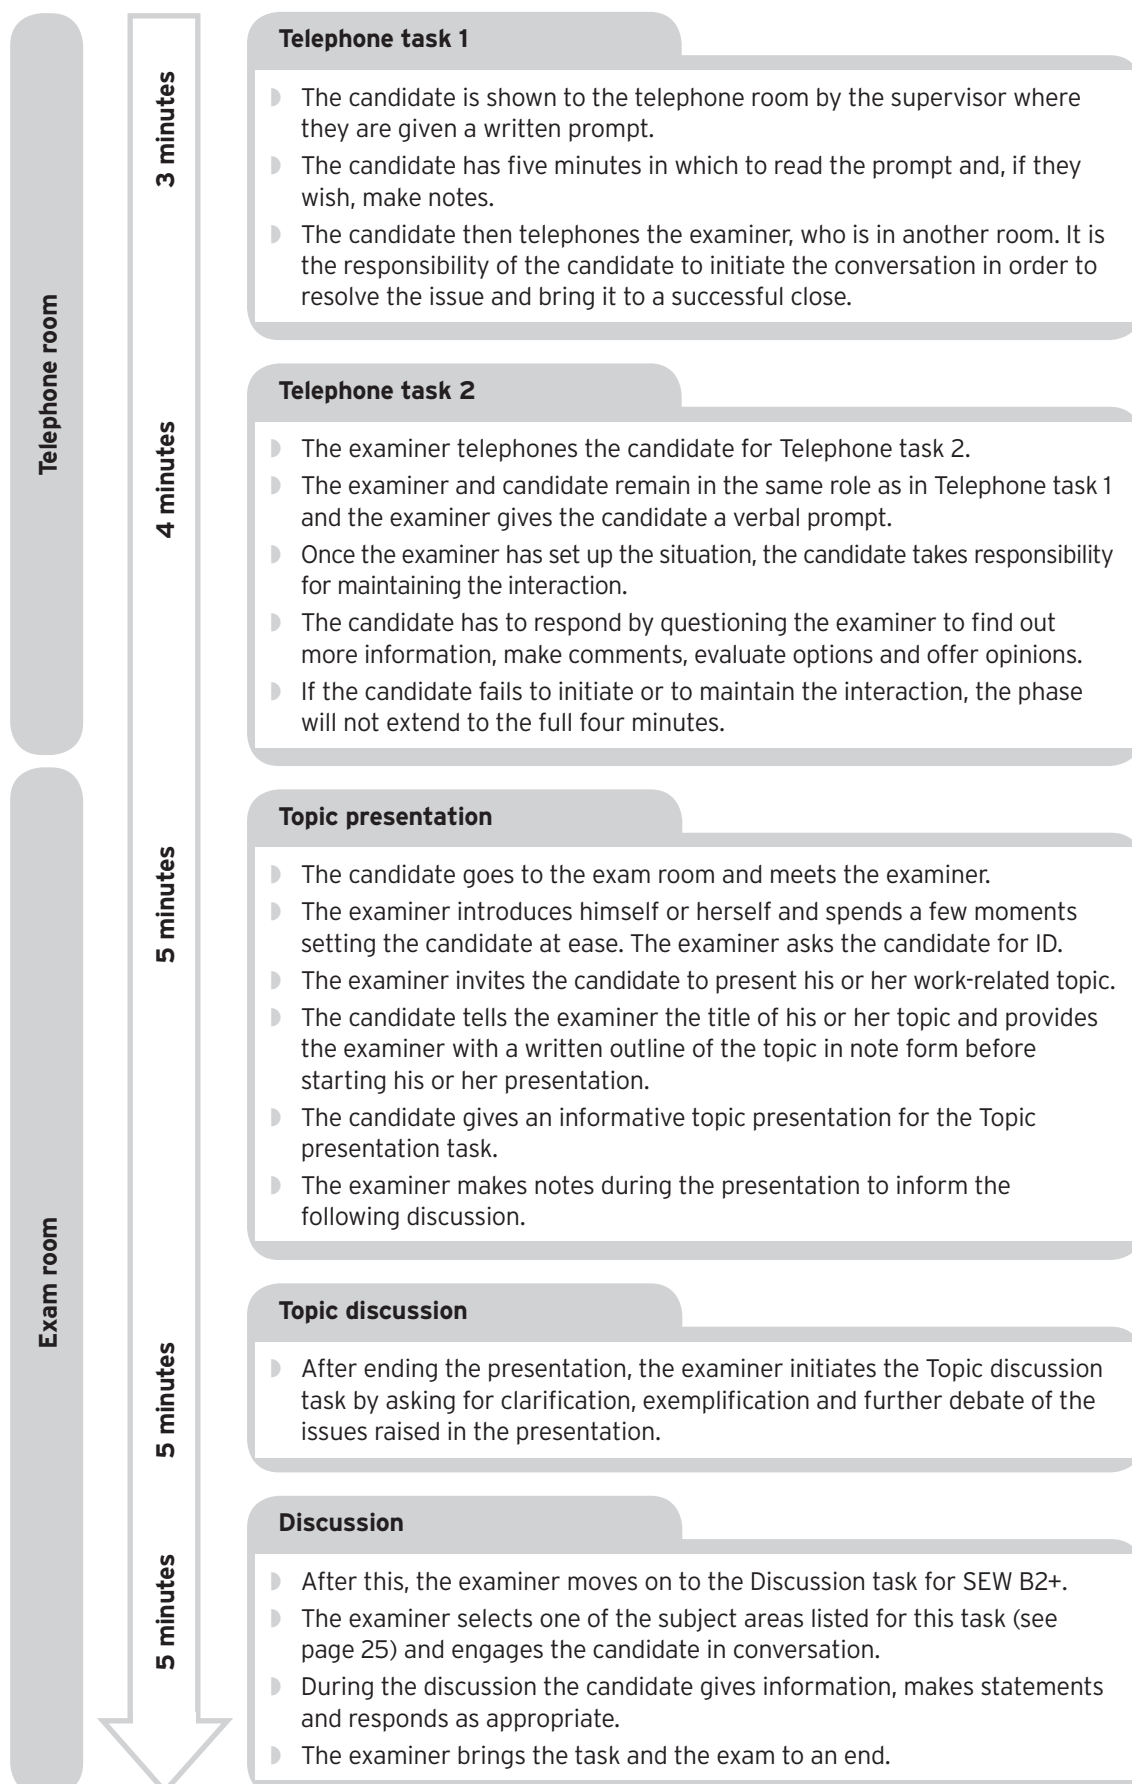 Telephone room
3 minutes
Telephone task 1
The candidate is shown to the telephone room by the supervisor where
they are given a written prompt.
The candidate has five minutes in which to read the prompt and, if they
wish, make notes.
The candidate then telephones the examiner, who is in another room. It is
the responsibility of the candidate to initiate the conversation in order to
resolve the issue and bring it to a successful close.
4 minutes
Telephone task 2
The examiner telephones the candidate for Telephone task 2.
The examiner and candidate remain in the same role as in Telephone task 1
and the examiner gives the candidate a verbal prompt.
Once the examiner has set up the situation, the candidate takes responsibility
for maintaining the interaction.
The candidate has to respond by questioning the examiner to find out
more information, make comments, evaluate options and offer opinions.
If the candidate fails to initiate or to maintain the interaction, the phase
will not extend to the full four minutes.
Exam room
5 minutes
Topic presentation
The candidate goes to the exam room and meets the examiner.
The examiner introduces himself or herself and spends a few moments
setting the candidate at ease. The examiner asks the candidate for ID.
The examiner invites the candidate to present his or her work-related topic.
The candidate tells the examiner the title of his or her topic and provides
the examiner with a written outline of the topic in note form before
starting his or her presentation.
The candidate gives an informative topic presentation for the Topic
presentation task.
The examiner makes notes during the presentation to inform the
following discussion.
5 minutes
Topic discussion
After ending the presentation, the examiner initiates the Topic discussion
task by asking for clarification, exemplification and further debate of the
issues raised in the presentation.
5 minutes
Discussion
After this, the examiner moves on to the Discussion task for SEW B2+.
The examiner selects one of the subject areas listed for this task (see
page 25) and engages the candidate in conversation.
During the discussion the candidate gives information, makes statements
and responds as appropriate.
The examiner brings the task and the exam to an end.